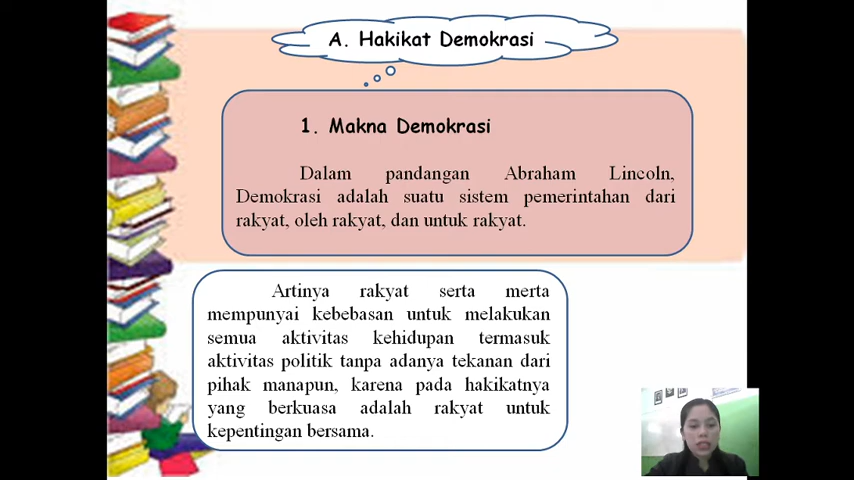 A. Hakikat Demokrasi
1. Makna Demokrasi
Dalam pandangan Abraham Lincoln,
Demokrasi adalah suatu sistem pemerintahan dari
rakyat, oleh rakyat, dan untuk rakyat.
Artinya rakyat serta merta
mempunyai kebebasan untuk melakukan
semua aktivitas kehidupan termasuk
aktivitas politik tanpa adanya tekanan dari
pihak manapun, karena pada hakikatnya
yang berkuasa adalah rakyat untuk
kepentingan bersama.